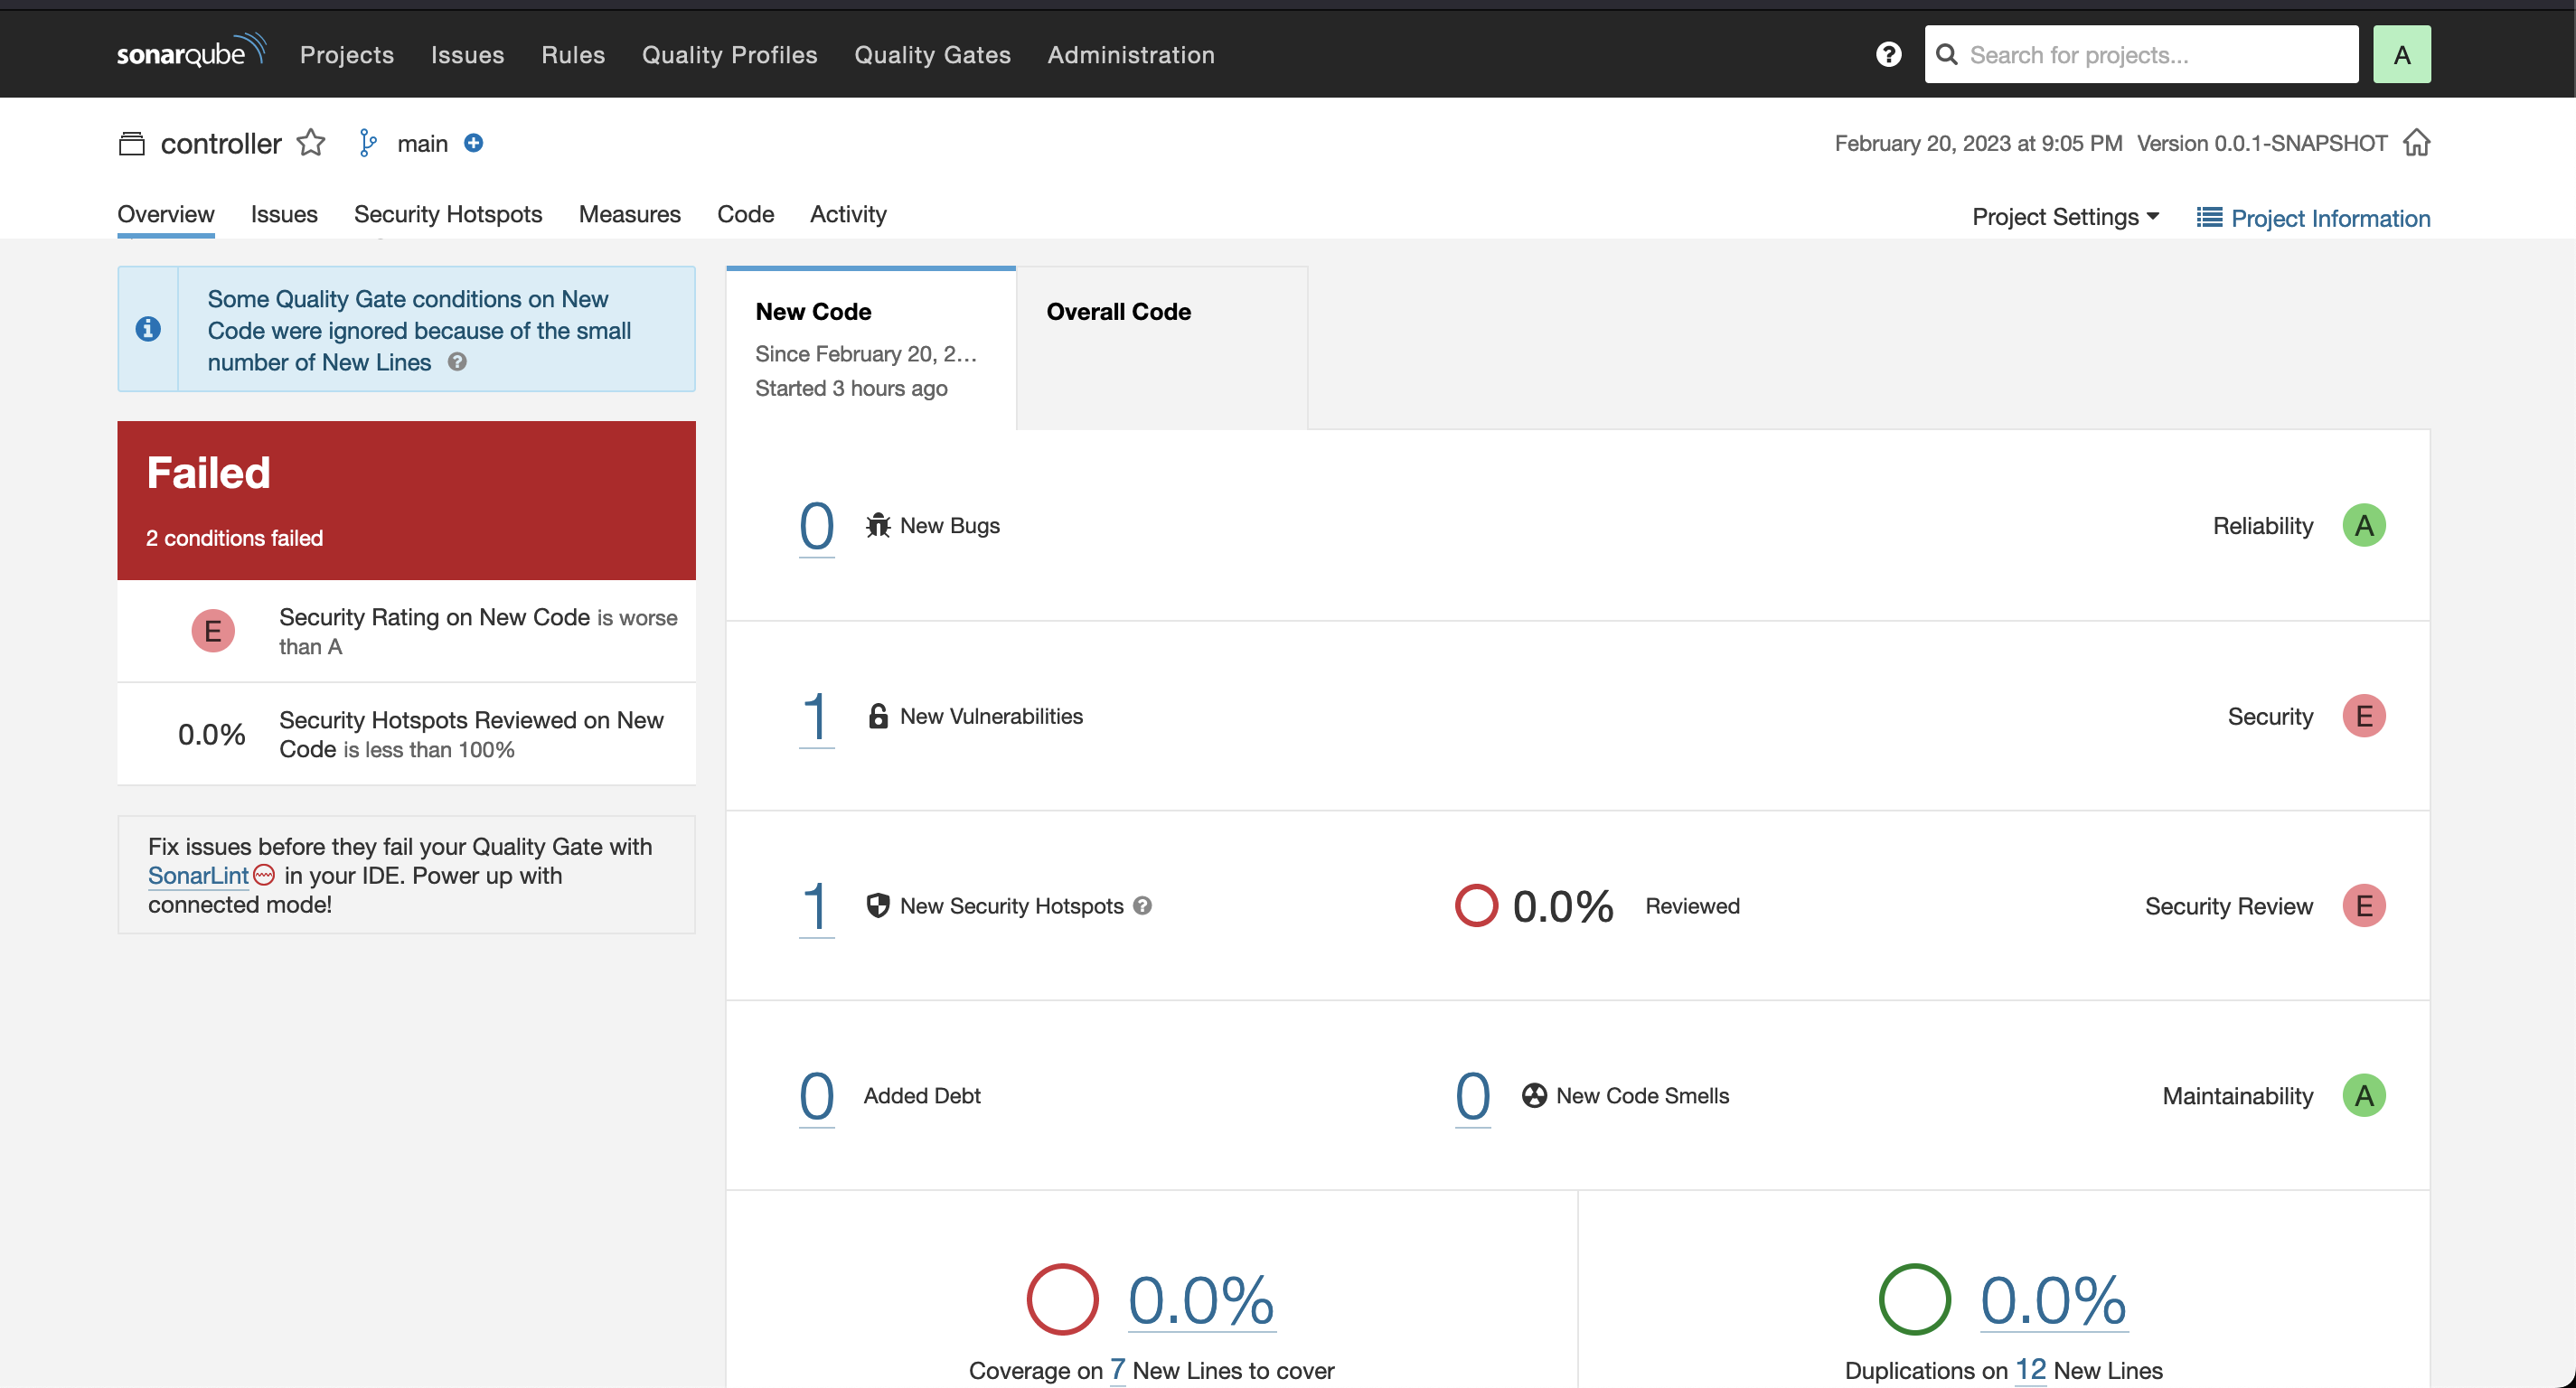 sonarqube Projects Issues Rules Quality Profiles Quality Gates Administration ? Search for projects... A
controller main February 20, 2023 at 9:05 PM Version 0.0.1-SNAPSHOT
Overview Issues Security Hotspots Measures Code Activity Project Settings Project Information
Some Quality Gate conditions on New
Code were ignored because of the small
number of New Lines ?
Failed
2 conditions failed
E Security Rating on New Code is worse
than A
0.0% Security Hotspots Reviewed on New
Code is less than 100%
Fix issues before they fail your Quality Gate with
SonarLint in your IDE. Power up with
connected mode!
New Code
Since February 20, 2…
Started 3 hours ago
Overall Code
0 New Bugs Reliability A
1 New Vulnerabilities Security E
1 New Security Hotspots ? 0.0% Reviewed Security Review E
0 Added Debt 0 New Code Smells Maintainability A
0.0%
Coverage on 7 New Lines to cover
0.0%
Duplications on 12 New Lines